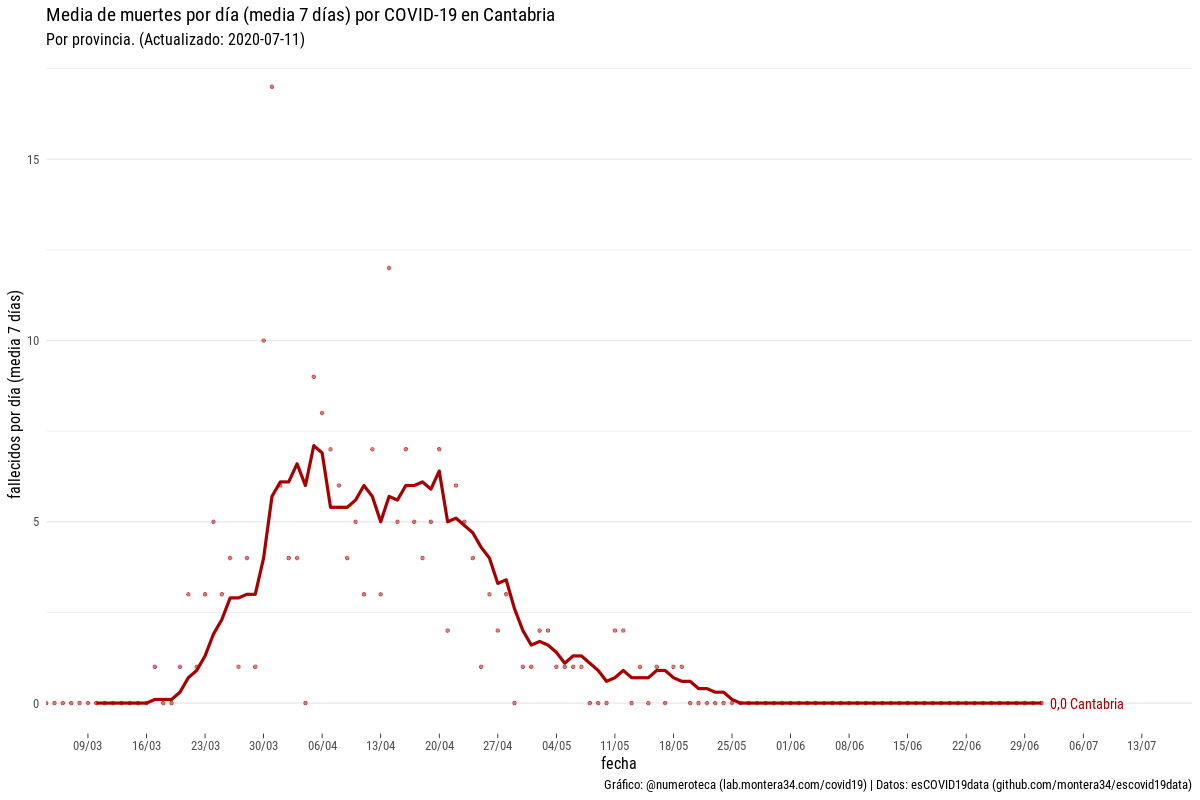 Media de muertes por día (media 7 días) por COVID-19 en Cantabria
Por provincia. (Actualizado: 2020-07-11)
fallecidos por día (media 7 días)
15
10
5
0
0,0 Cantabria
09/03 16/03 23/03 30/03 06/04 13/04 20/04 27/04 04/05 11/05 18/05 25/05 01/06 08/06 15/06 22/06 29/06 06/07 13/07
fecha
Gráfico: @numeroteca (lab.montera34.com/covid19) | Datos: esCOVID19data (github.com/montera34/escovid19data)